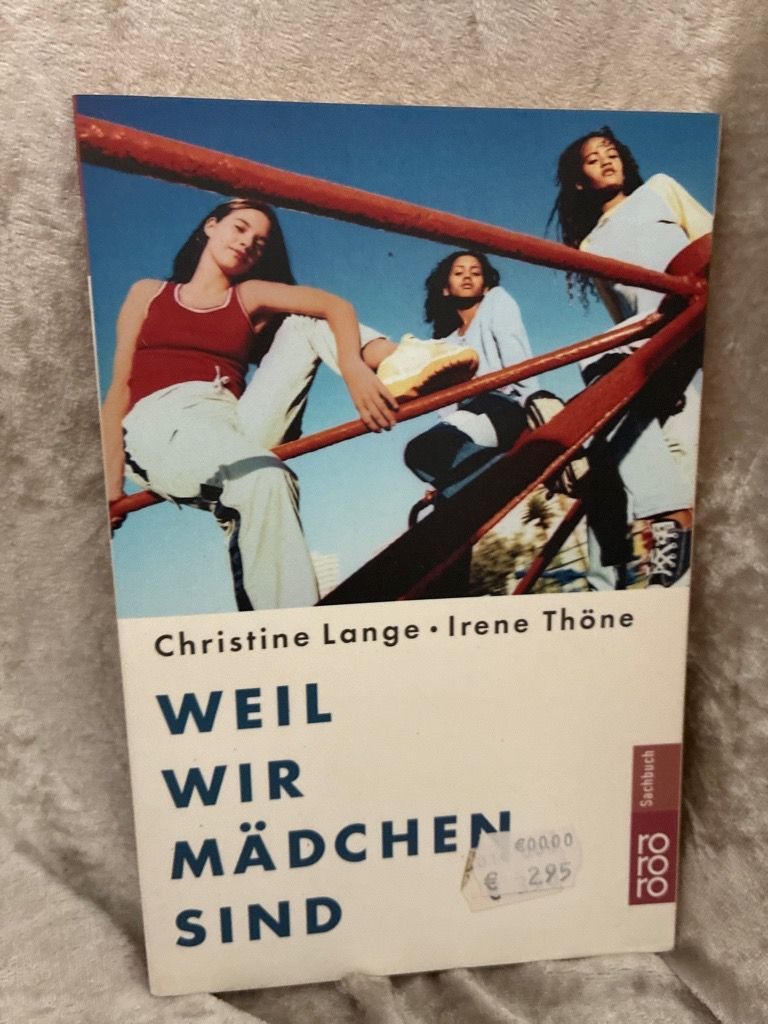 Christine Lange • Irene Thöne
WEIL
WIR
MÄDCHEN
SIND
€00.00
€ 2.95
Sachbuch
rororo